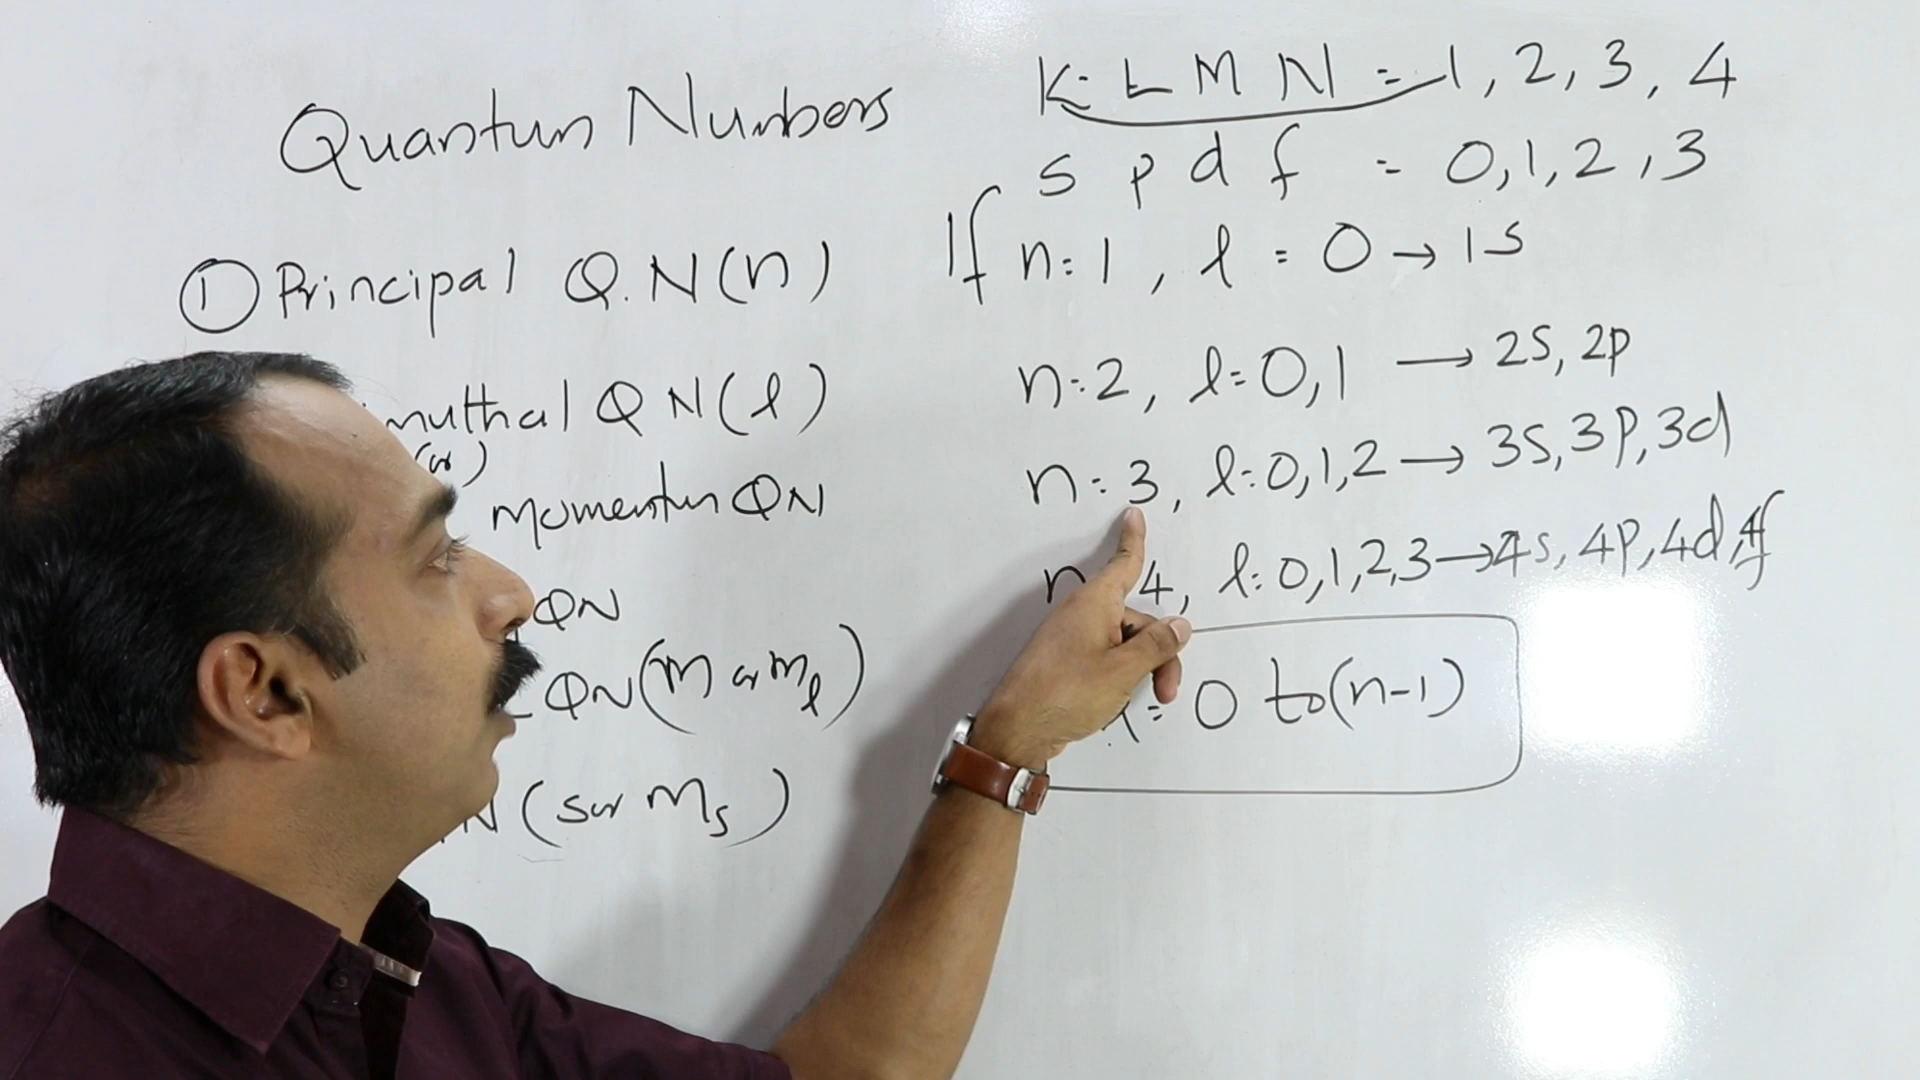 Quantum Numbers
① Principal Q.N(n)
muthal QN(l)
(or)
Momentum QN
QN
QN(m or ml)
N(s or ms)
K L M N = 1, 2, 3, 4
s p d f = 0, 1, 2, 3
If n=1, l = 0 → 1s
n=2, l=0,1 → 2s, 2p
n=3, l=0,1,2 → 3s, 3p, 3d
n 4, l=0,1,2,3 → 4s, 4p, 4d, 4f
= 0 to (n-1)